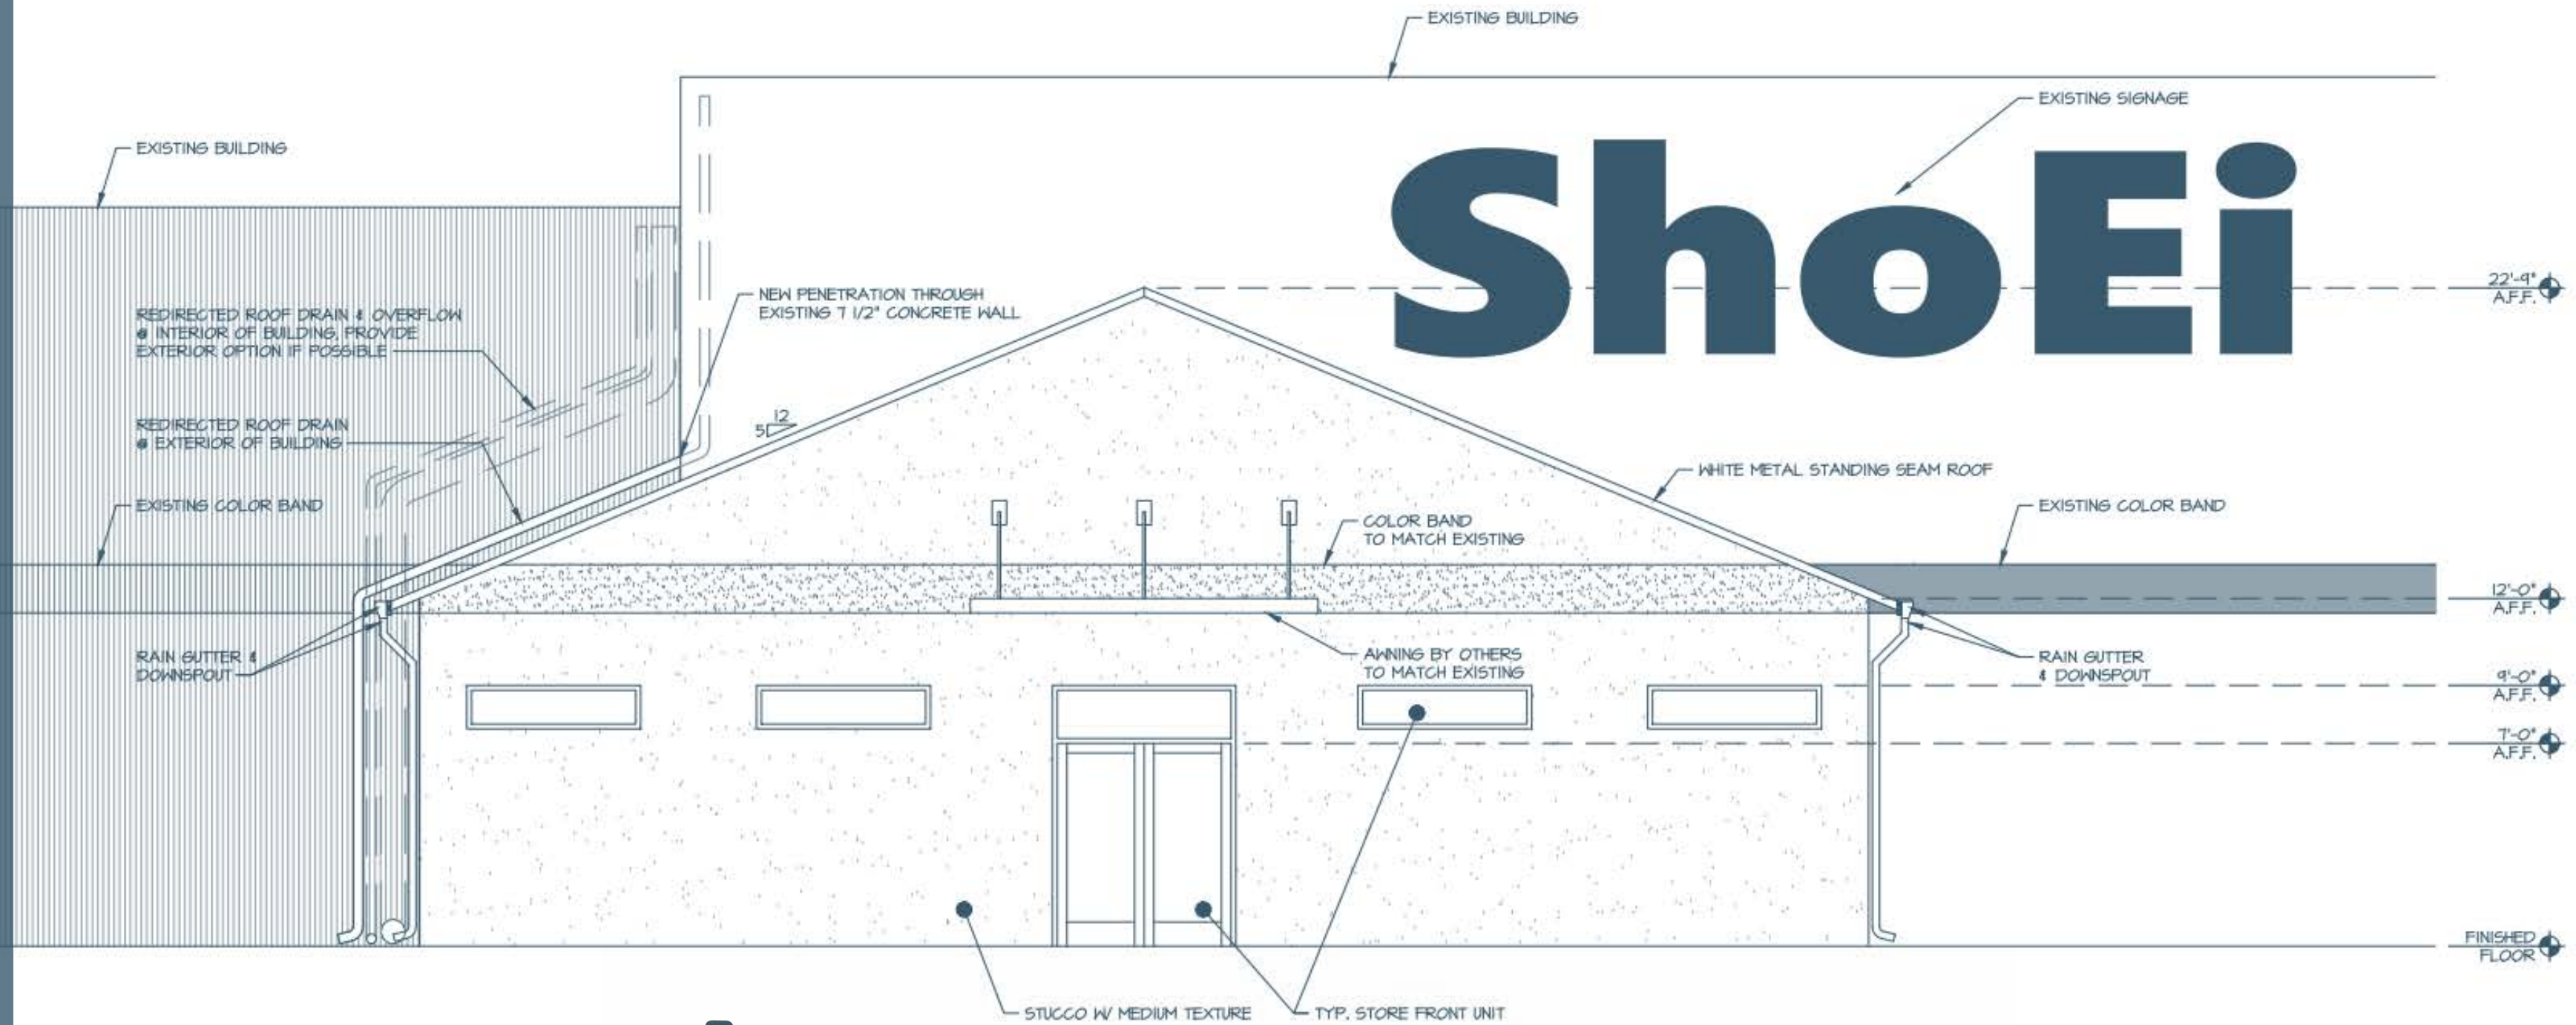 EXISTING BUILDING
EXISTING SIGNAGE
ShoEi
EXISTING BUILDING
22'-9"
A.F.F.
NEW PENETRATION THROUGH
EXISTING 7 1/2" CONCRETE WALL
REDIRECTED ROOF DRAIN & OVERFLOW
@ INTERIOR OF BUILDING, PROVIDE
EXTERIOR OPTION IF POSSIBLE
12
5
REDIRECTED ROOF DRAIN
@ EXTERIOR OF BUILDING
WHITE METAL STANDING SEAM ROOF
EXISTING COLOR BAND
COLOR BAND
TO MATCH EXISTING
EXISTING COLOR BAND
12'-0"
A.F.F.
RAIN GUTTER &
DOWNSPOUT
AWNING BY OTHERS
TO MATCH EXISTING
RAIN GUTTER
& DOWNSPOUT
9'-0"
A.F.F.
7'-0"
A.F.F.
FINISHED
FLOOR
STUCCO W/ MEDIUM TEXTURE
TYP. STORE FRONT UNIT